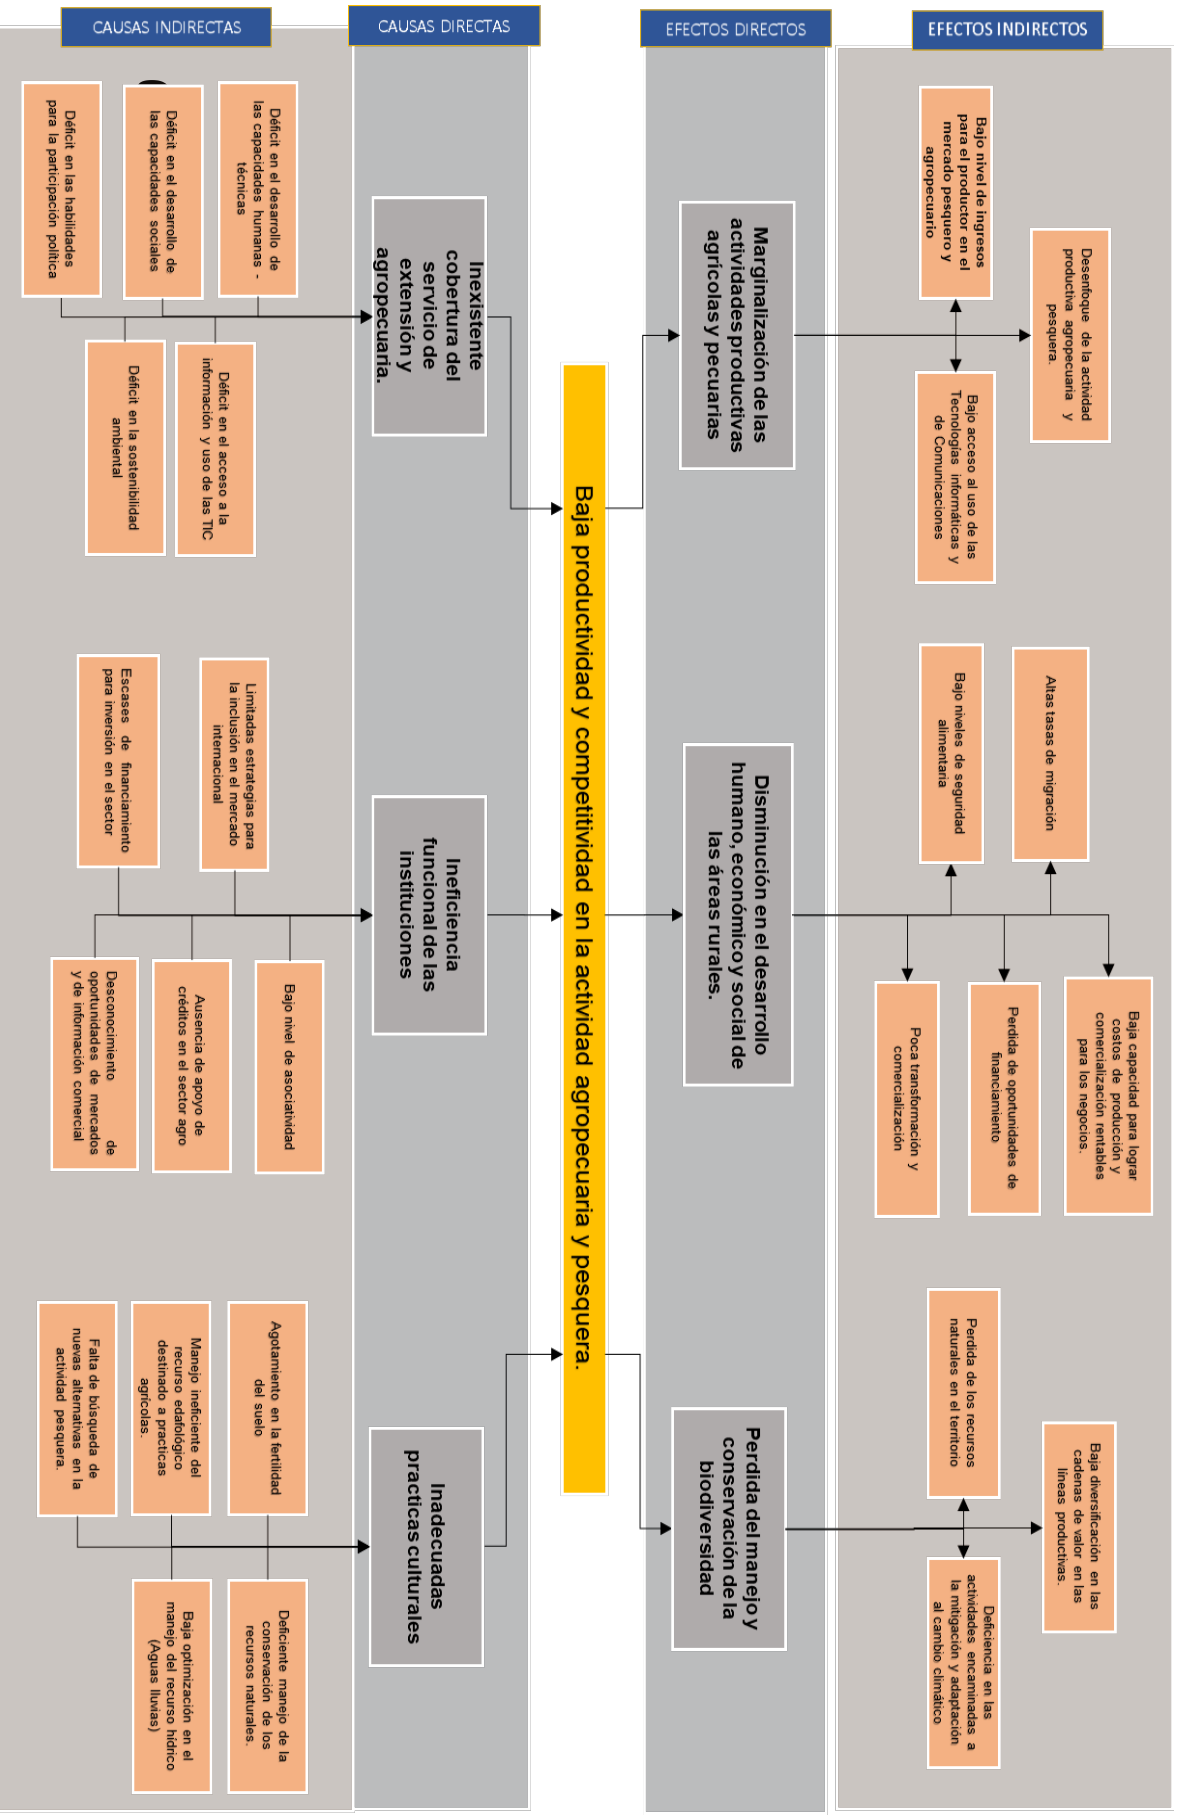 CAUSAS INDIRECTAS
CAUSAS DIRECTAS
EFECTOS DIRECTOS
EFECTOS INDIRECTOS
Desenfoque de la actividad
productiva agropecuaria y
pesquera.
Bajo nivel de ingresos
para el productor en el
mercado pesquero y
agropecuario
Bajo acceso al uso de las
Tecnologías informáticas y
de Comunicaciones
Altas tasas de migración
Bajo niveles de seguridad
alimentaria
Baja capacidad para lograr
costos de producción y
comercialización rentables
para los negocios.
Perdida de oportunidades de
financiamiento
Poca transformación y
comercialización
Baja diversificación en las
cadenas de valor en las
líneas productivas.
Perdida de los recursos
naturales en el territorio
Deficiencia en las
actividades encaminadas a
la mitigación y adaptación
al cambio climático
Marginalización de las
actividades productivas
agrícolas y pecuarias
Disminución en el desarrollo
humano, económico y social de
las áreas rurales.
Perdida del manejo y
conservación de la
biodiversidad
Baja productividad y competitividad en la actividad agropecuaria y pesquera.
Inexistente
cobertura del
servicio de
extensión y
agropecuaria.
Ineficiencia
funcional de las
instituciones
Inadecuadas
practicas culturales
Déficit en el desarrollo de
las capacidades humanas -
técnicas
Déficit en el desarrollo de
las capacidades sociales
Déficit en las habilidades
para la participación política
Déficit en el acceso a la
información y uso de las TIC
Déficit en la sostenibilidad
ambiental
Limitadas estrategias para
la inclusión en el mercado
internacional
Escases de financiamiento
para inversión en el sector
Bajo nivel de asociatividad
Ausencia de apoyo de
créditos en el sector agro
Desconocimiento de
oportunidades de mercados
y de información comercial
Agotamiento en la fertilidad
del suelo
Manejo ineficiente del
recurso edafológico
destinado a practicas
agrícolas.
Falta de búsqueda de
nuevas alternativas en la
actividad pesquera.
Deficiente manejo de la
conservación de los
recursos naturales.
Baja optimización en el
manejo del recurso hídrico
(Aguas lluvias)